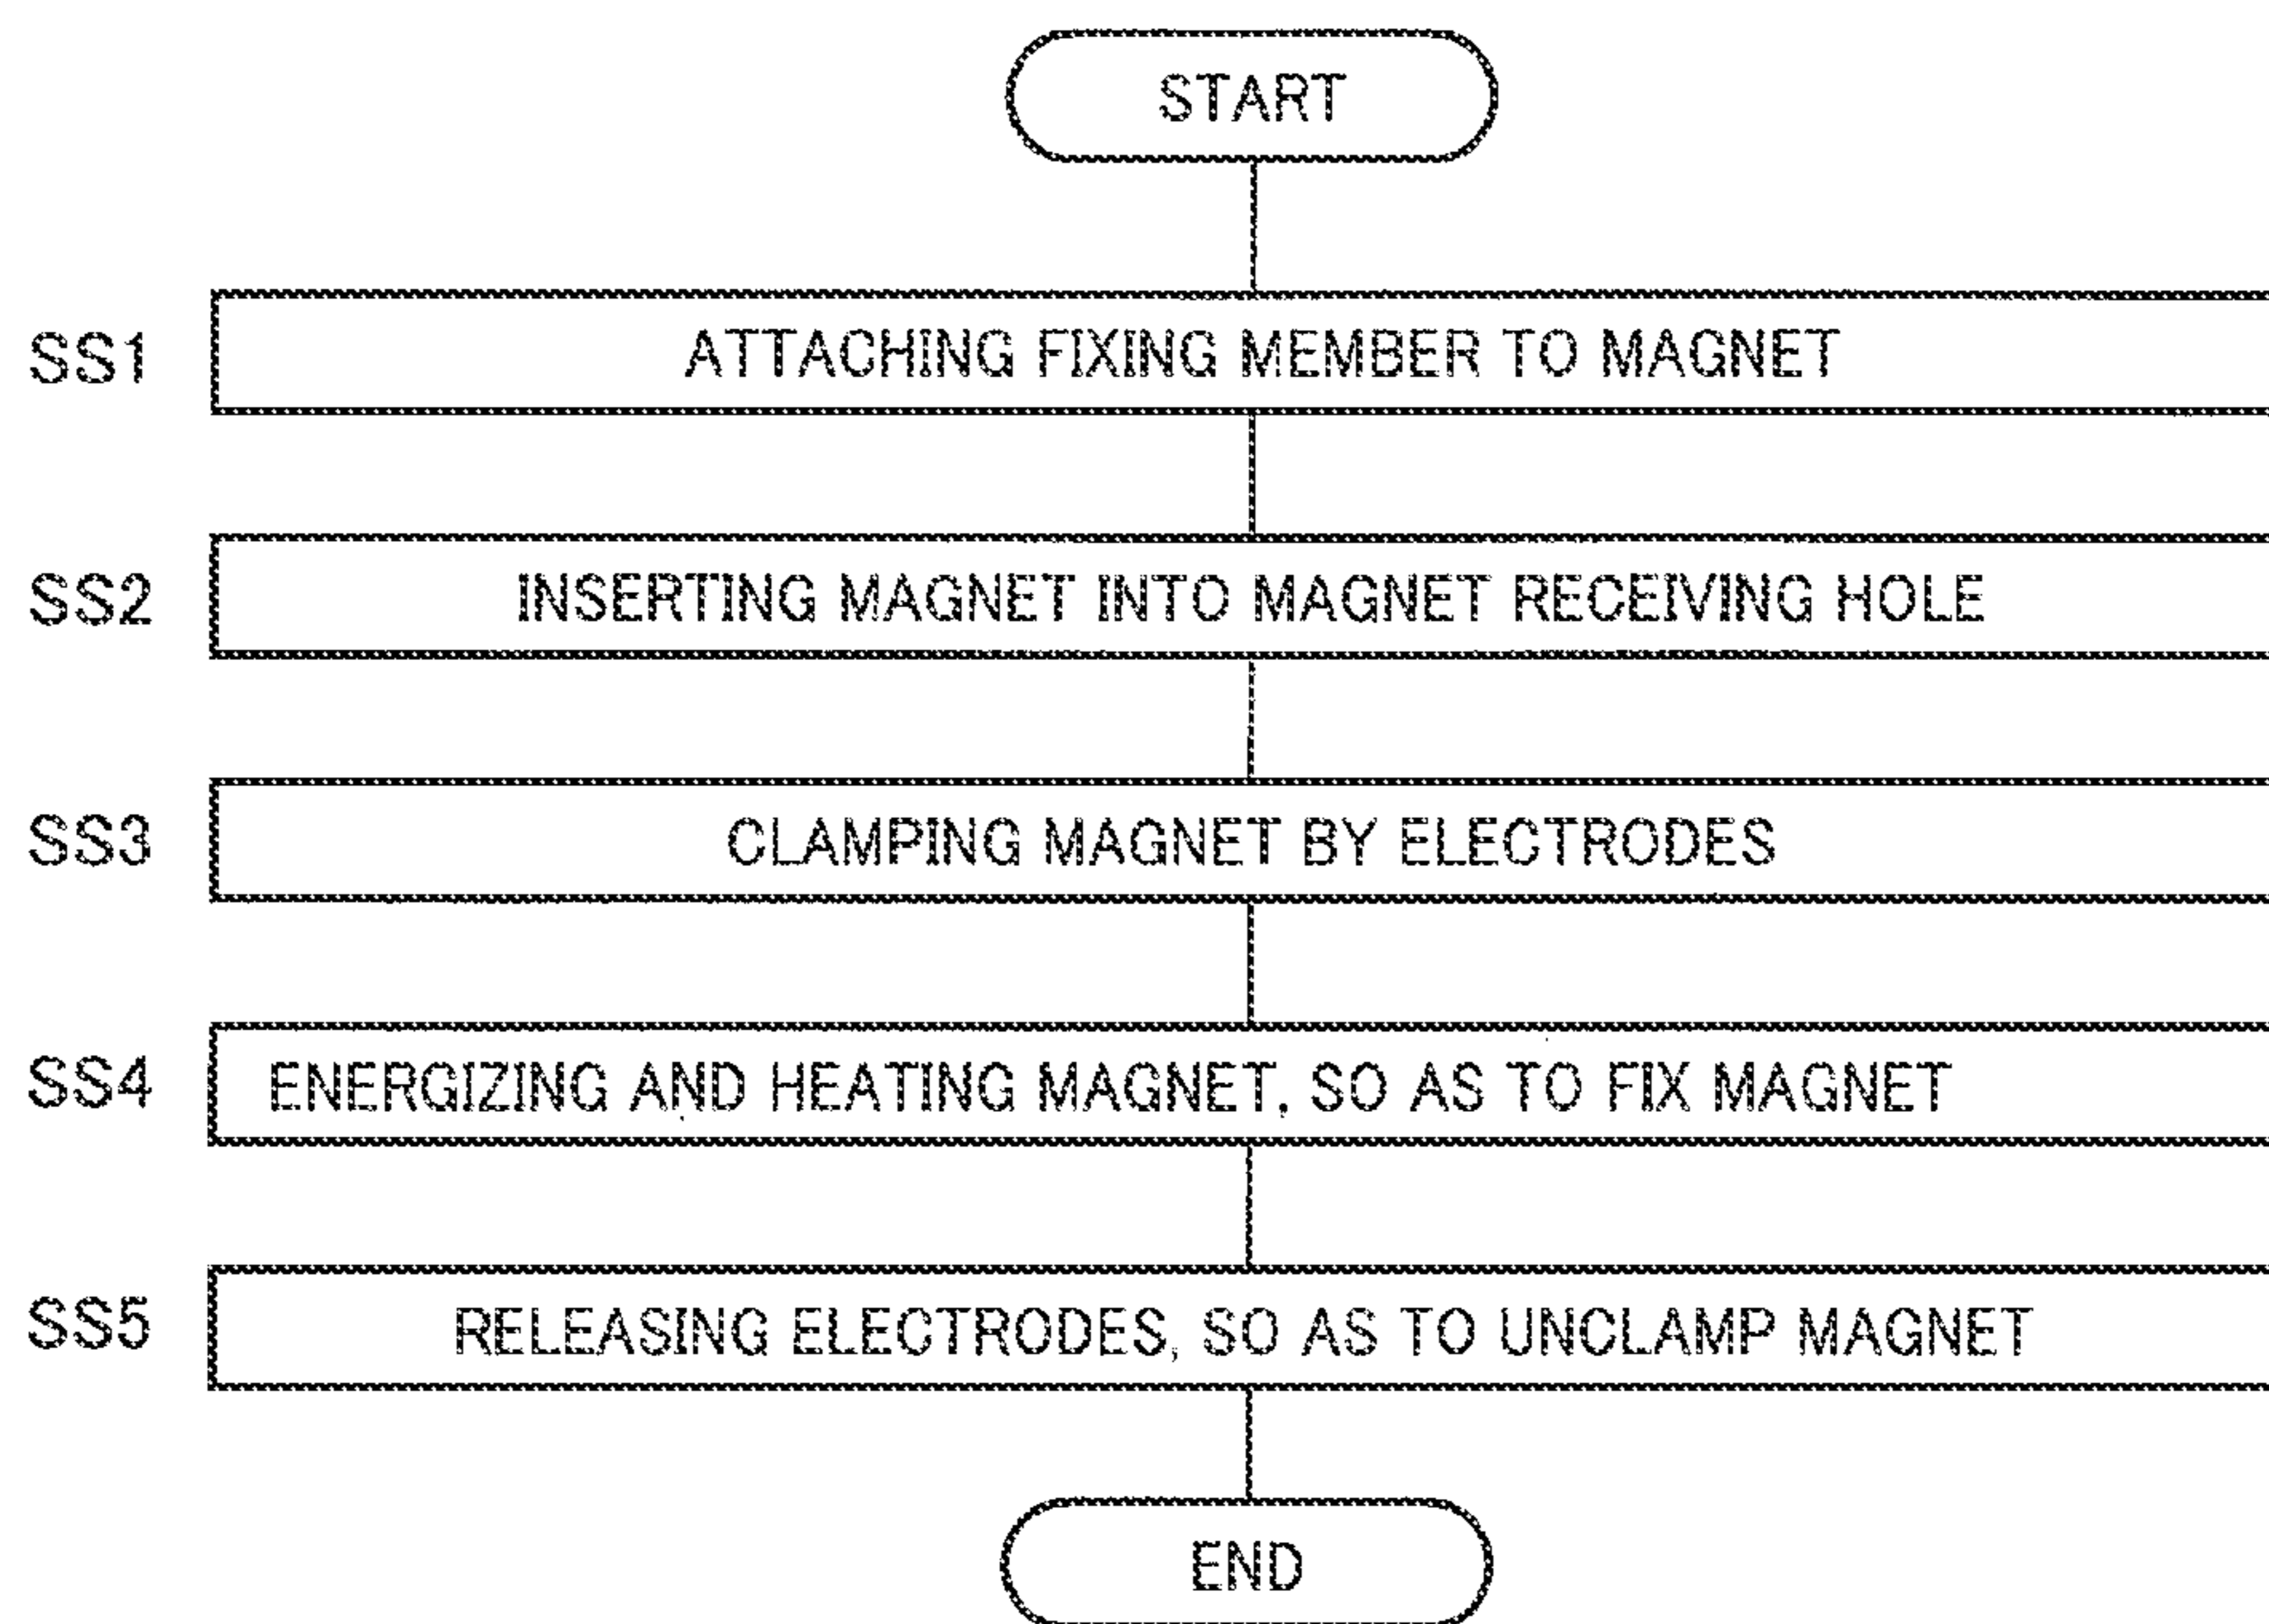 START
SS1 ATTACHING FIXING MEMBER TO MAGNET
SS2 INSERTING MAGNET INTO MAGNET RECEIVING HOLE
SS3 CLAMPING MAGNET BY ELECTRODES
SS4 ENERGIZING AND HEATING MAGNET, SO AS TO FIX MAGNET
SS5 RELEASING ELECTRODES, SO AS TO UNCLAMP MAGNET
END